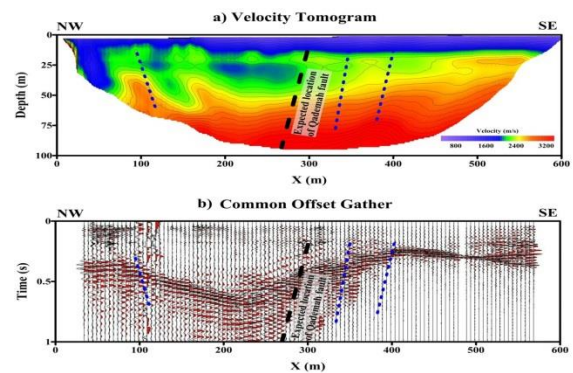 a) Velocity Tomogram
NW SE
0
25
50
75
100
Depth (m)
Expected location
of Qademah fault
Velocity (m/s)
800 1600 2400 3200
0 100 200 300 400 500 600
X (m)
b) Common Offset Gather
NW SE
0
0.5
1
Time (s)
Expected location
of Qademah fault
0 100 200 300 400 500 600
X (m)